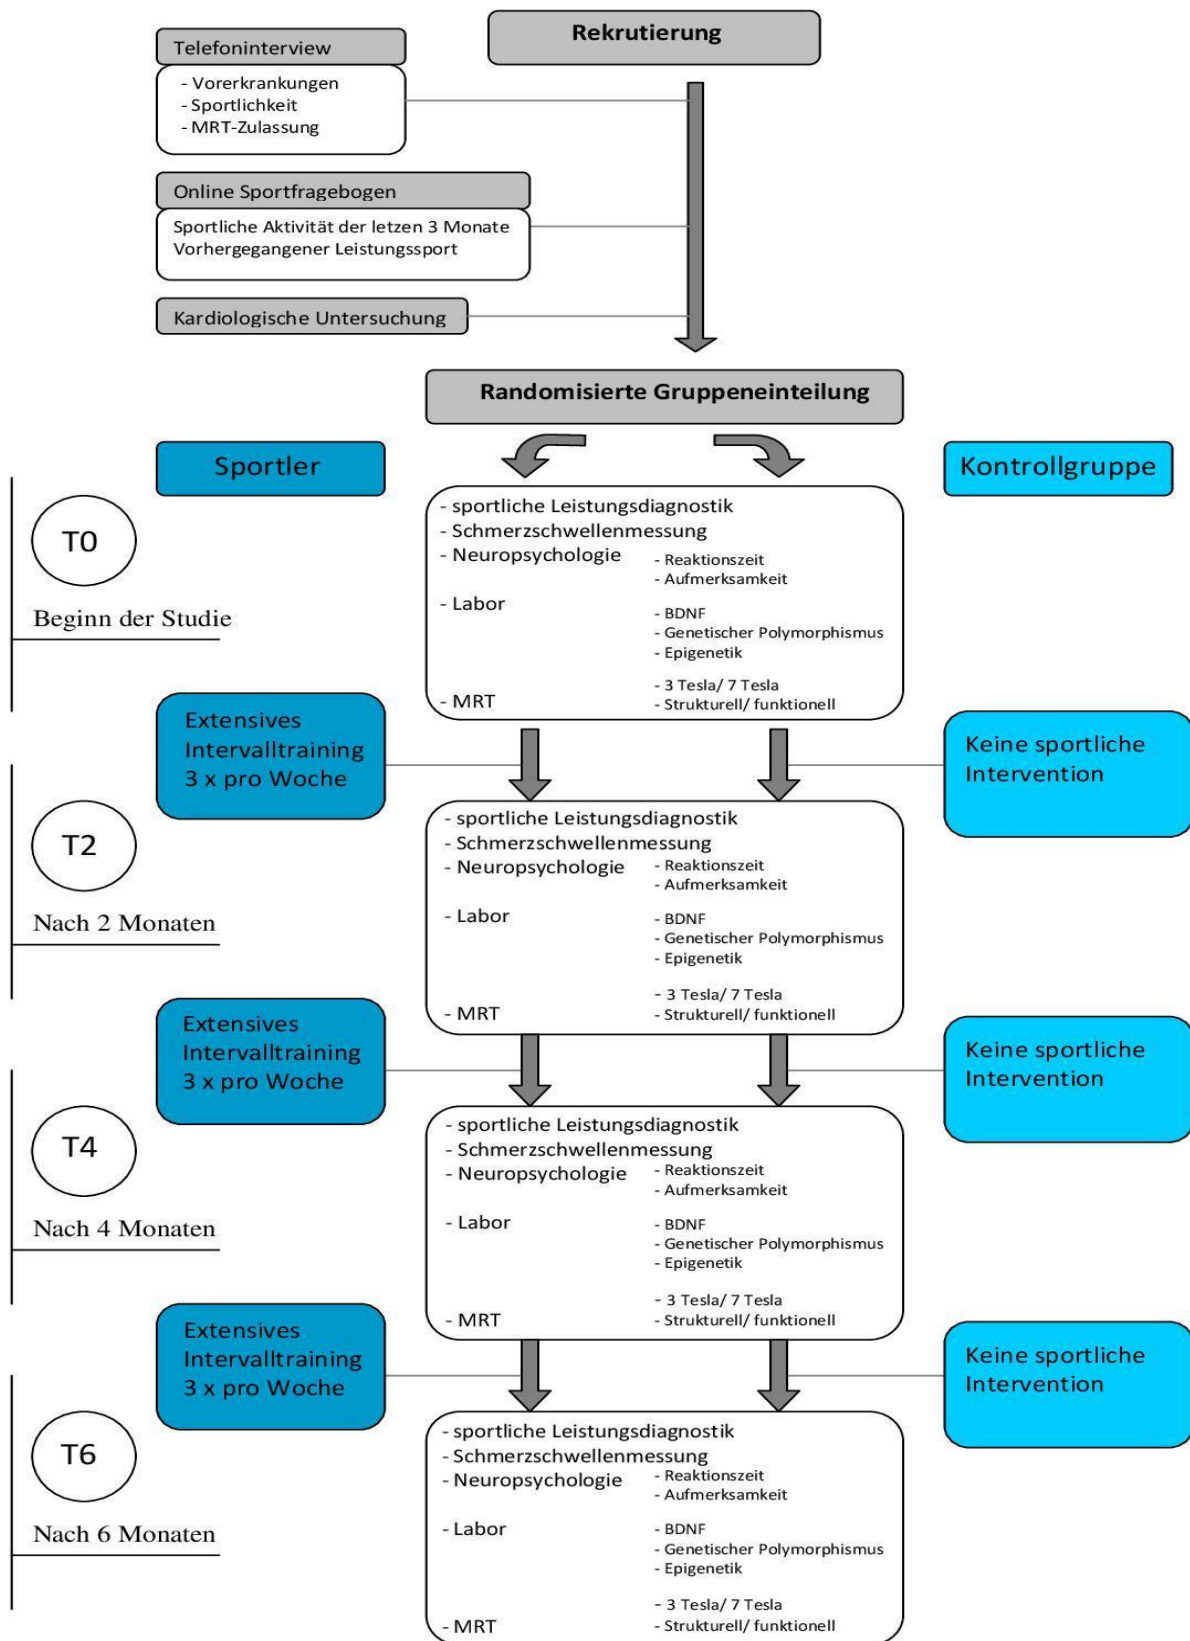 Rekrutierung
Telefoninterview
- Vorerkrankungen
- Sportlichkeit
- MRT-Zulassung
Online Sportfragebogen
Sportliche Aktivität der letzen 3 Monate
Vorhergegangener Leistungssport
Kardiologische Untersuchung
Randomisierte Gruppeneinteilung
Sportler
Kontrollgruppe
T0
Beginn der Studie
- sportliche Leistungsdiagnostik
- Schmerzschwellenmessung
- Neuropsychologie
- Reaktionszeit
- Aufmerksamkeit
- Labor
- BDNF
- Genetischer Polymorphismus
- Epigenetik
- MRT
- 3 Tesla/ 7 Tesla
- Strukturell/ funktionell
Extensives
Intervalltraining
3 x pro Woche
Keine sportliche
Intervention
T2
Nach 2 Monaten
- sportliche Leistungsdiagnostik
- Schmerzschwellenmessung
- Neuropsychologie
- Reaktionszeit
- Aufmerksamkeit
- Labor
- BDNF
- Genetischer Polymorphismus
- Epigenetik
- MRT
- 3 Tesla/ 7 Tesla
- Strukturell/ funktionell
Extensives
Intervalltraining
3 x pro Woche
Keine sportliche
Intervention
T4
Nach 4 Monaten
- sportliche Leistungsdiagnostik
- Schmerzschwellenmessung
- Neuropsychologie
- Reaktionszeit
- Aufmerksamkeit
- Labor
- BDNF
- Genetischer Polymorphismus
- Epigenetik
- MRT
- 3 Tesla/ 7 Tesla
- Strukturell/ funktionell
Extensives
Intervalltraining
3 x pro Woche
Keine sportliche
Intervention
T6
Nach 6 Monaten
- sportliche Leistungsdiagnostik
- Schmerzschwellenmessung
- Neuropsychologie
- Reaktionszeit
- Aufmerksamkeit
- Labor
- BDNF
- Genetischer Polymorphismus
- Epigenetik
- MRT
- 3 Tesla/ 7 Tesla
- Strukturell/ funktionell